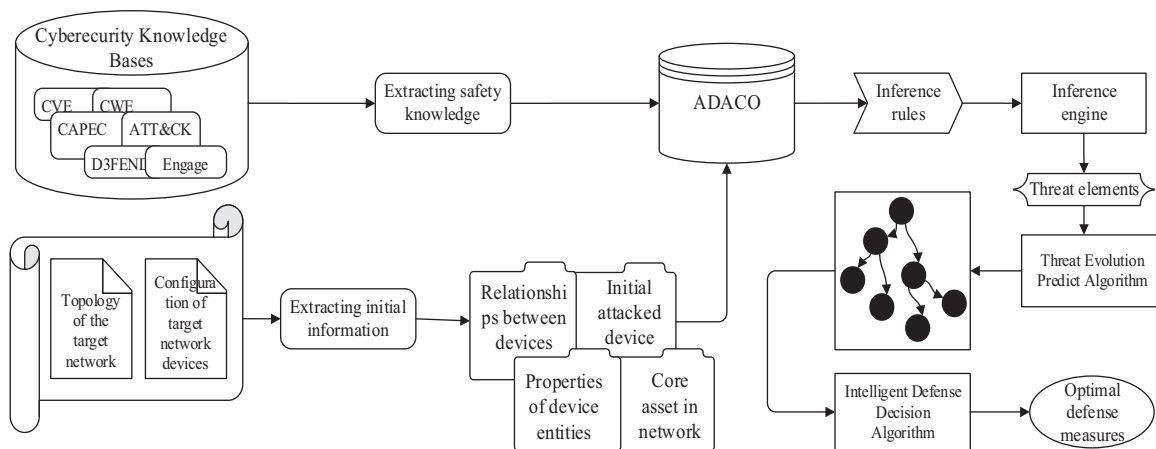 Cyberecurity Knowledge
Bases
CVE
CWE
CAPEC
ATT&CK
D3FEND
Engage
Extracting safety
knowledge
ADACO
Inference
rules
Inference
engine
Threat elements
Threat Evolution
Predict Algorithm
Topology
of the
target
network
Configura
tion of
target
network
devices
Extracting initial
information
Relationshi
ps between
devices
Initial
attacked
device
Properties
of device
entities
Core
asset in
network
Intelligent Defense
Decision
Algorithm
Optimal
defense
measures